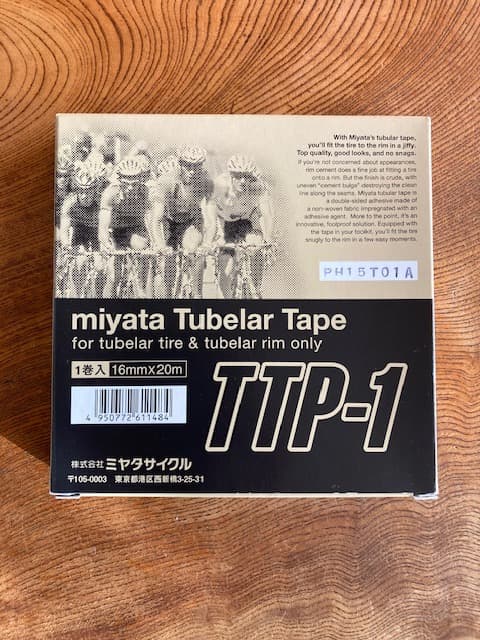 With Miyata's tubelar tape,
you'll fit the tire to the rim in a jiffy.
Top quality, good looks, and no snags.
If you're not concerned about appearances,
rim cement does a fine job at fitting a tire
onto a rim. But the finish is crude, with
uneven "cement bulge" destroying the clean
line along the seams. Miyata tubelar tape is
a double-sided adhesive made of
a non-woven fabric impregnated with an
adhesive agent. More to the point, it's an
innovative, foolproof solution. Equipped with
the tape in your toolkit, you'll fit the tire
snugly to the rim in a few easy moments.
PH15T01A
miyata Tubelar Tape
for tubelar tire & tubelar rim only
1巻入 16mm×20m
TTP-1
4 950772 611484
株式会社 ミヤタサイクル
〒105-0003 東京都港区西新橋3-25-31